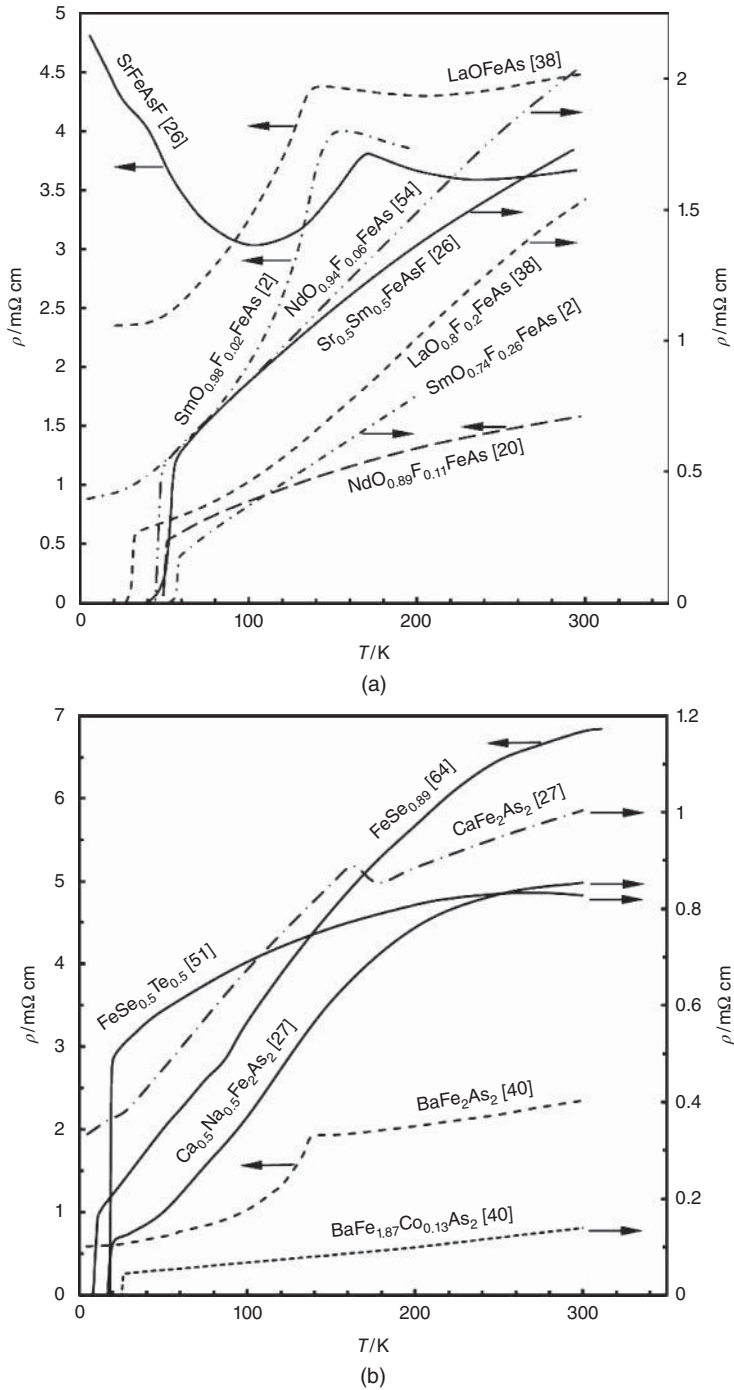 5
4.5
4
3.5
3
2.5
2
1.5
1
0.5
0
ρ/mΩ cm
2
1.5
1
0.5
0
ρ/mΩ cm
SrFeAsF [26]
LaOFeAs [38]
SmO0.98F0.02FeAs [2]
NdO0.94F0.06FeAs [54]
Sr0.5Sm0.5FeAsF [26]
LaO0.8F0.2FeAs [38]
SmO0.74F0.26FeAs [2]
NdO0.89F0.11FeAs [20]
0
100
200
300
T/K
(a)
7
6
5
4
3
2
1
0
ρ/mΩ cm
1.2
1
0.8
0.6
0.4
0.2
0
ρ/mΩ cm
FeSe0.89 [64]
CaFe2As2 [27]
FeSe0.5Te0.5 [51]
Ca0.5Na0.5Fe2As2 [27]
BaFe2As2 [40]
BaFe1.87Co0.13As2 [40]
0
100
200
300
T/K
(b)